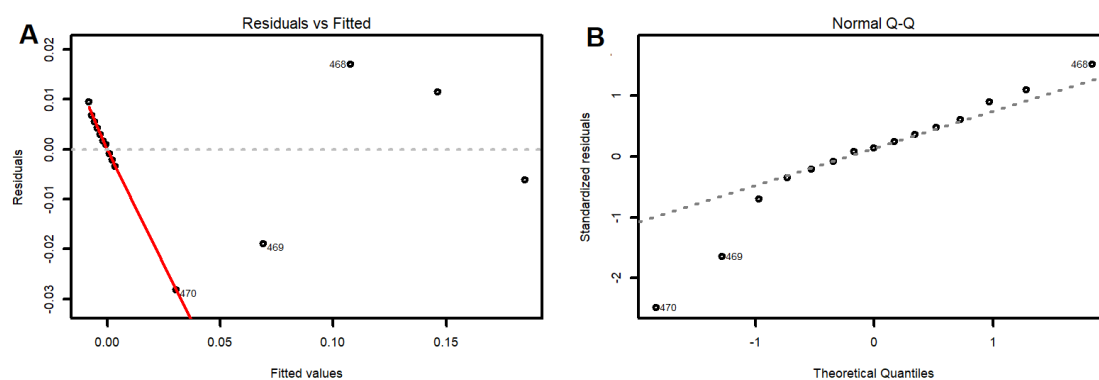 A
Residuals vs Fitted
Residuals
0.02
0.01
0.00
-0.01
-0.02
-0.03
468
469
470
0.00
0.05
0.10
0.15
Fitted values
B
Normal Q-Q
Standardized residuals
1
0
-1
-2
468
469
470
-1
0
1
Theoretical Quantiles